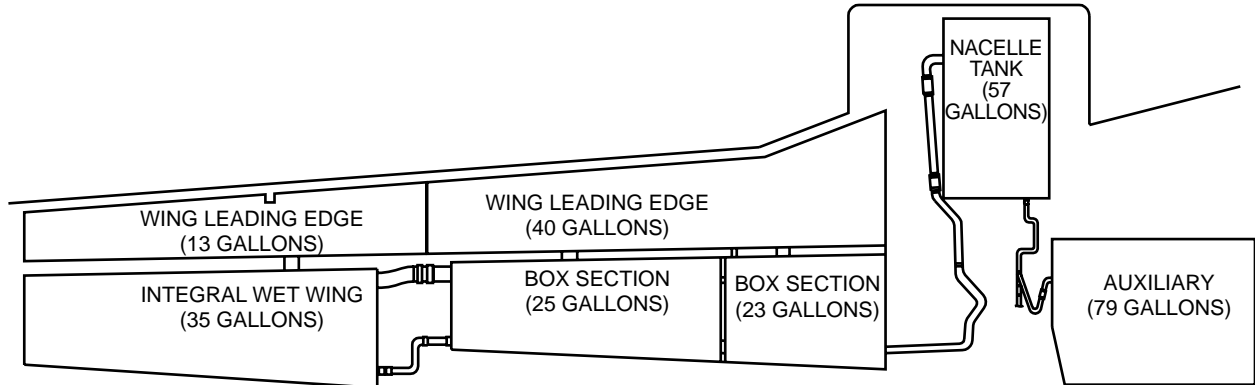 NACELLE
TANK
(57
GALLONS)
WING LEADING EDGE
(13 GALLONS)
WING LEADING EDGE
(40 GALLONS)
INTEGRAL WET WING
(35 GALLONS)
BOX SECTION
(25 GALLONS)
BOX SECTION
(23 GALLONS)
AUXILIARY
(79 GALLONS)